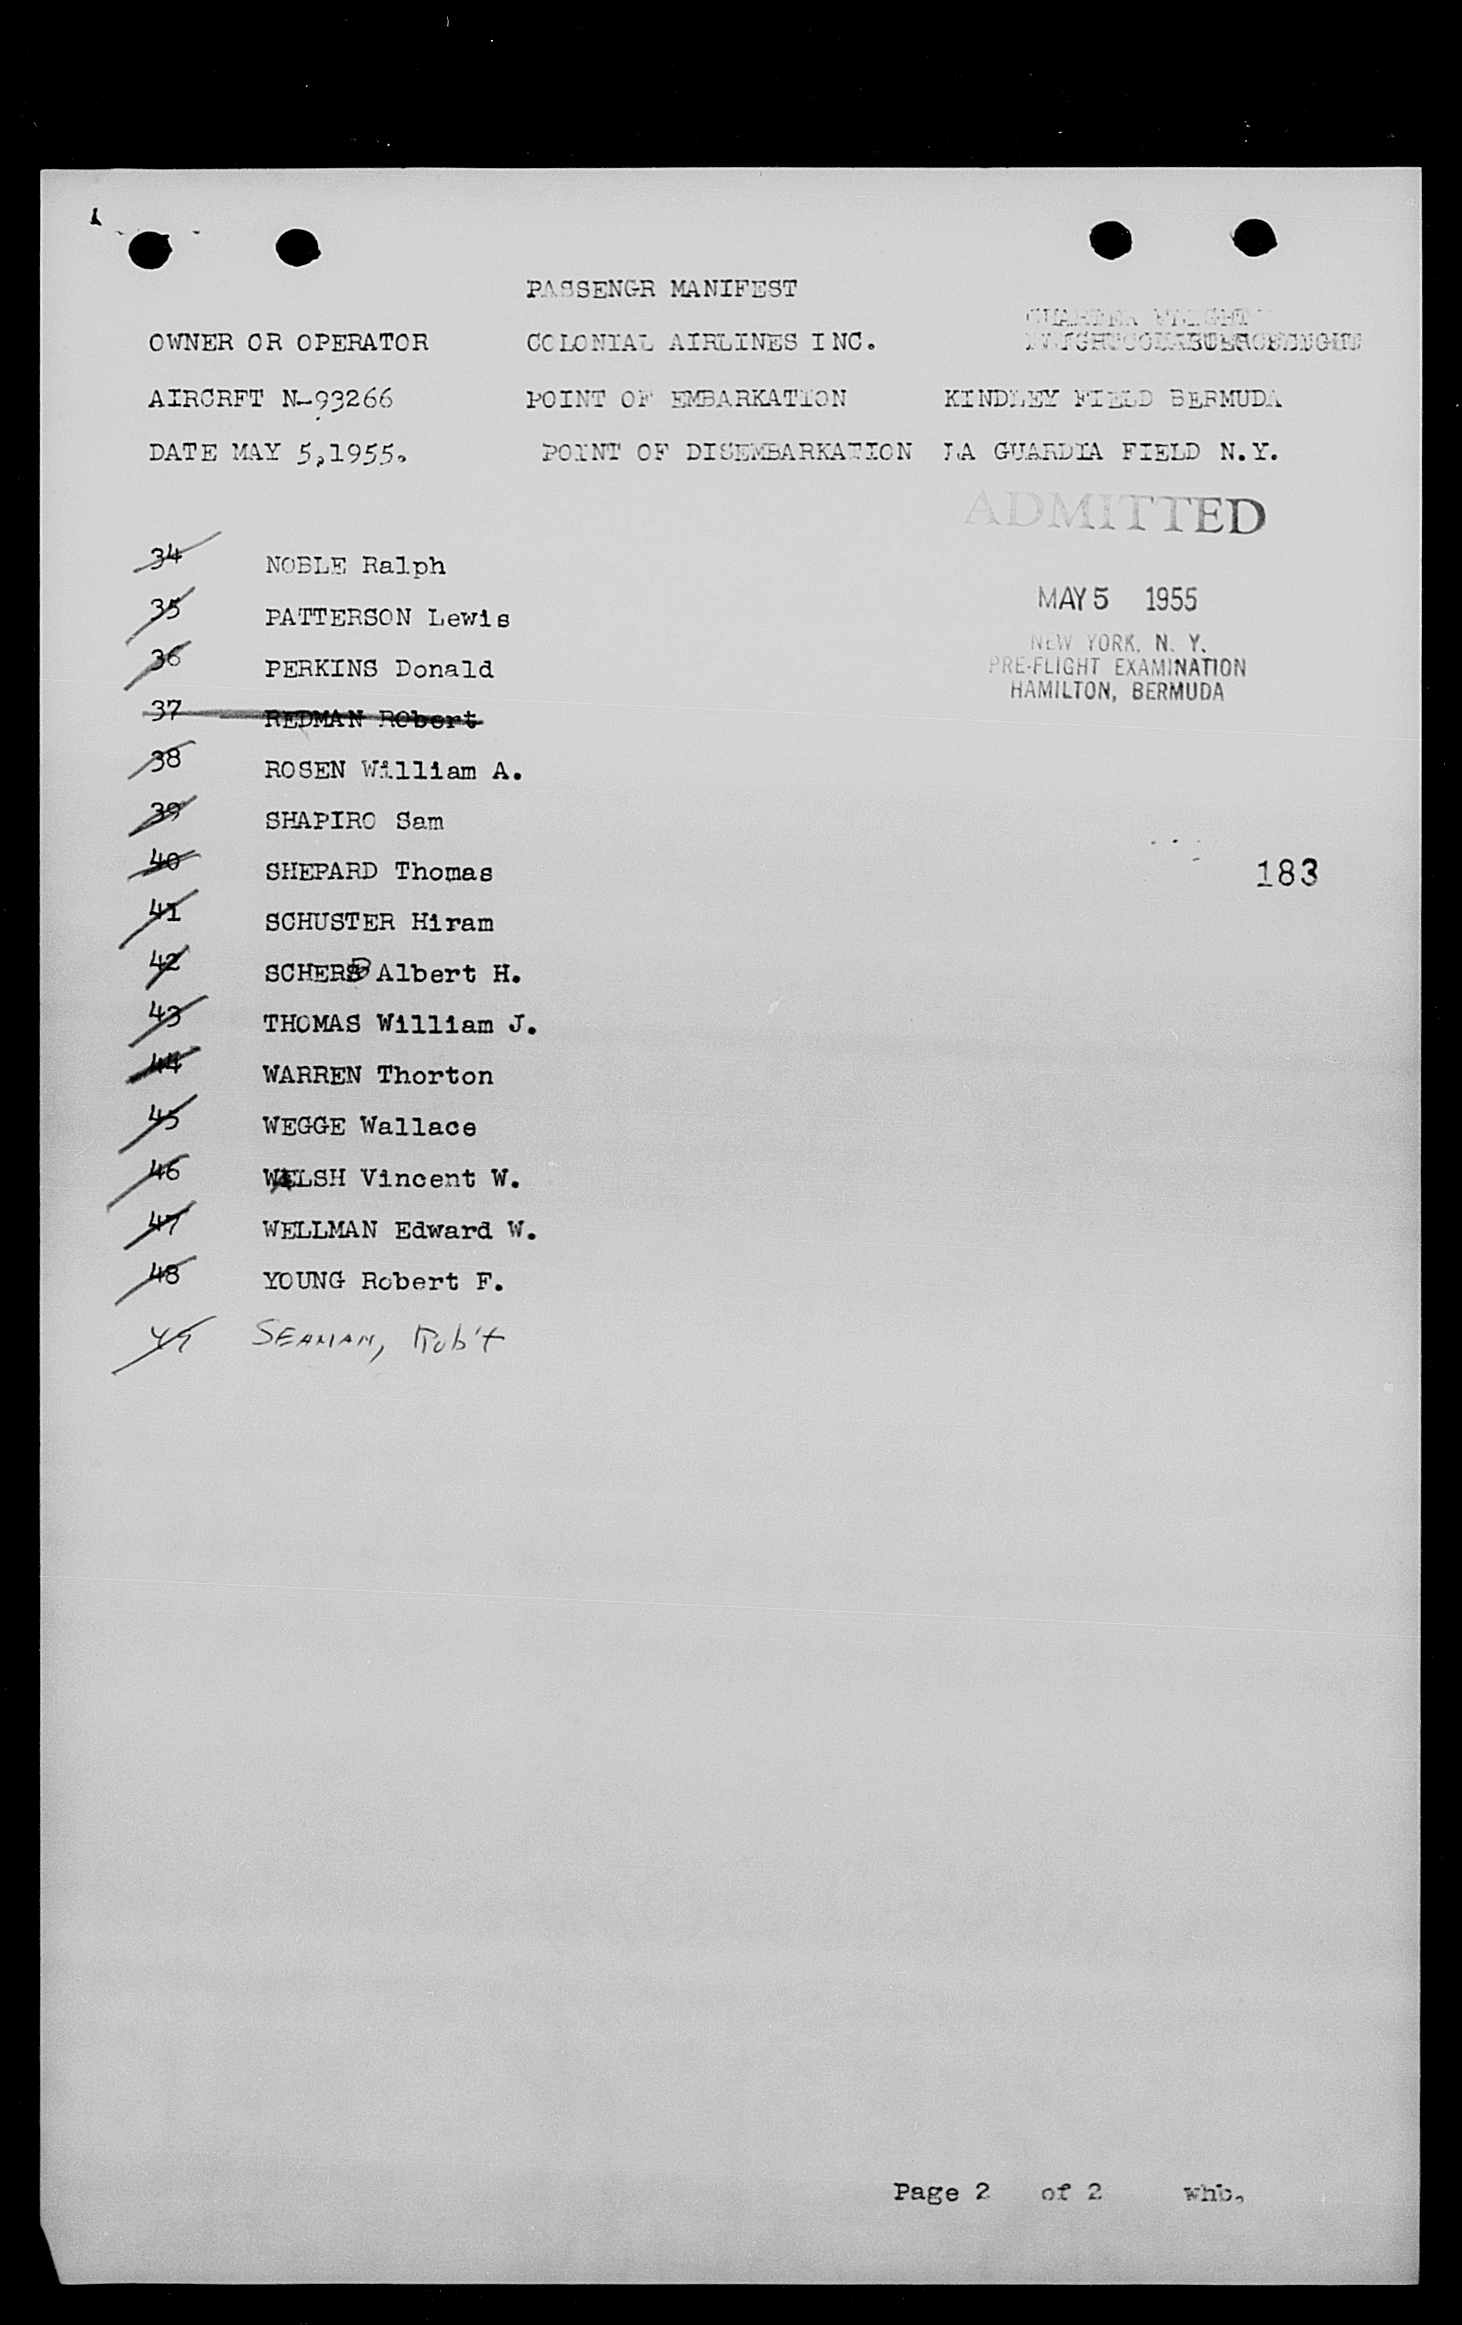 PASSENGR MANIFEST
CHARTER FLIGHT
OWNER OR OPERATOR COLONIAL AIRLINES INC.
AIRCRFT N-93266 POINT OF EMBARKATION KINDLEY FIELD BERMUDA
DATE MAY 5,1955. POINT OF DISEMBARKATION LA GUARDIA FIELD N.Y.
ADMITTED
MAY 5 1955
NEW YORK, N. Y.
PRE-FLIGHT EXAMINATION
HAMILTON, BERMUDA
34 NOBLE Ralph
35 PATTERSON Lewis
36 PERKINS Donald
37 REDMAN RObert
38 ROSEN William A.
39 SHAPIRO Sam
40 SHEPARD Thomas
183
41 SCHUSTER Hiram
42 Albert H.
43 THOMAS William J.
44 WARREN Thorton
45 WEGGE Wallace
46 WELSH Vincent W.
47 WELLMAN Edward W.
48 YOUNG Robert F.
49 SEAMAN, Rob't
Page 2 of 2 whb.